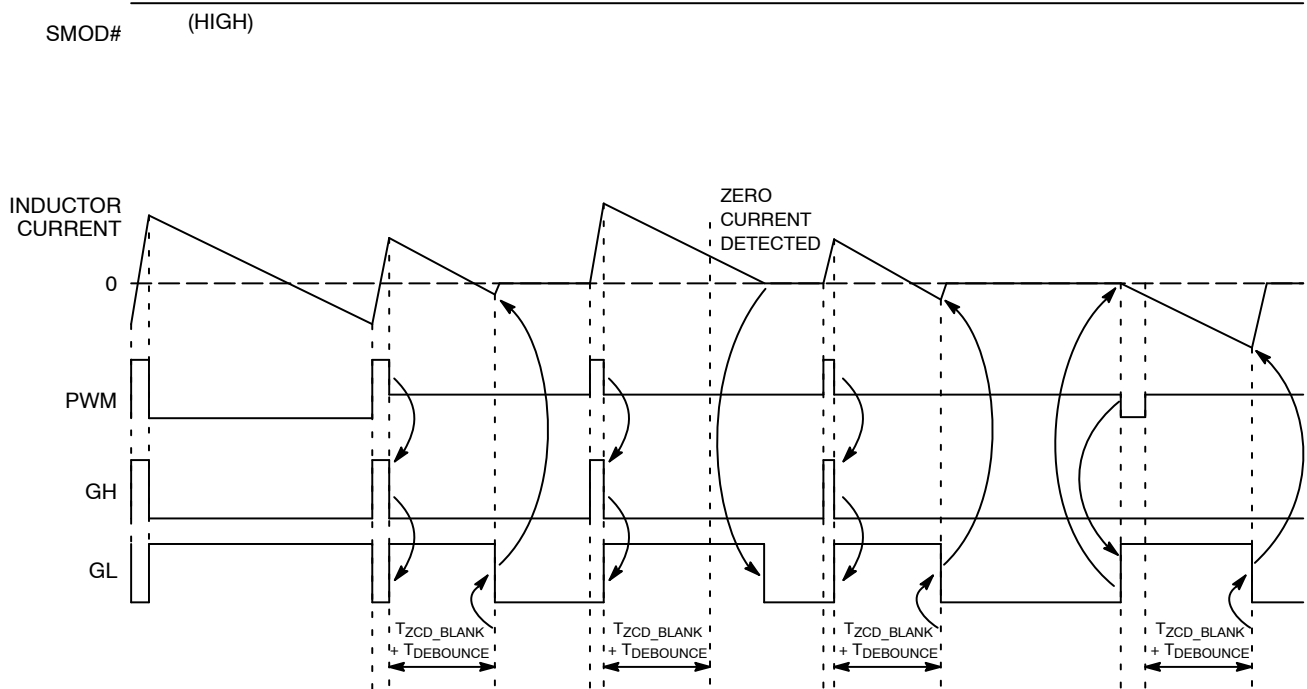 SMOD#
(HIGH)
INDUCTOR
CURRENT
ZERO
CURRENT
DETECTED
0
PWM
GH
GL
TZCD_BLANK
+ TDEBOUNCE
TZCD_BLANK
+ TDEBOUNCE
TZCD_BLANK
+ TDEBOUNCE
TZCD_BLANK
+ TDEBOUNCE